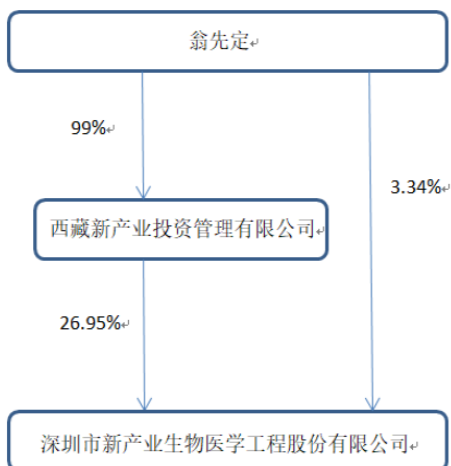 翁先定
99%
3.34%
西藏新产业投资管理有限公司
26.95%
深圳市新产业生物医学工程股份有限公司